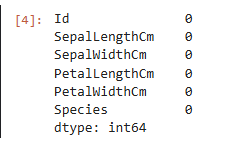 [4]: Id 0
SepalLengthCm 0
SepalWidthCm 0
PetalLengthCm 0
PetalWidthCm 0
Species 0
dtype: int64